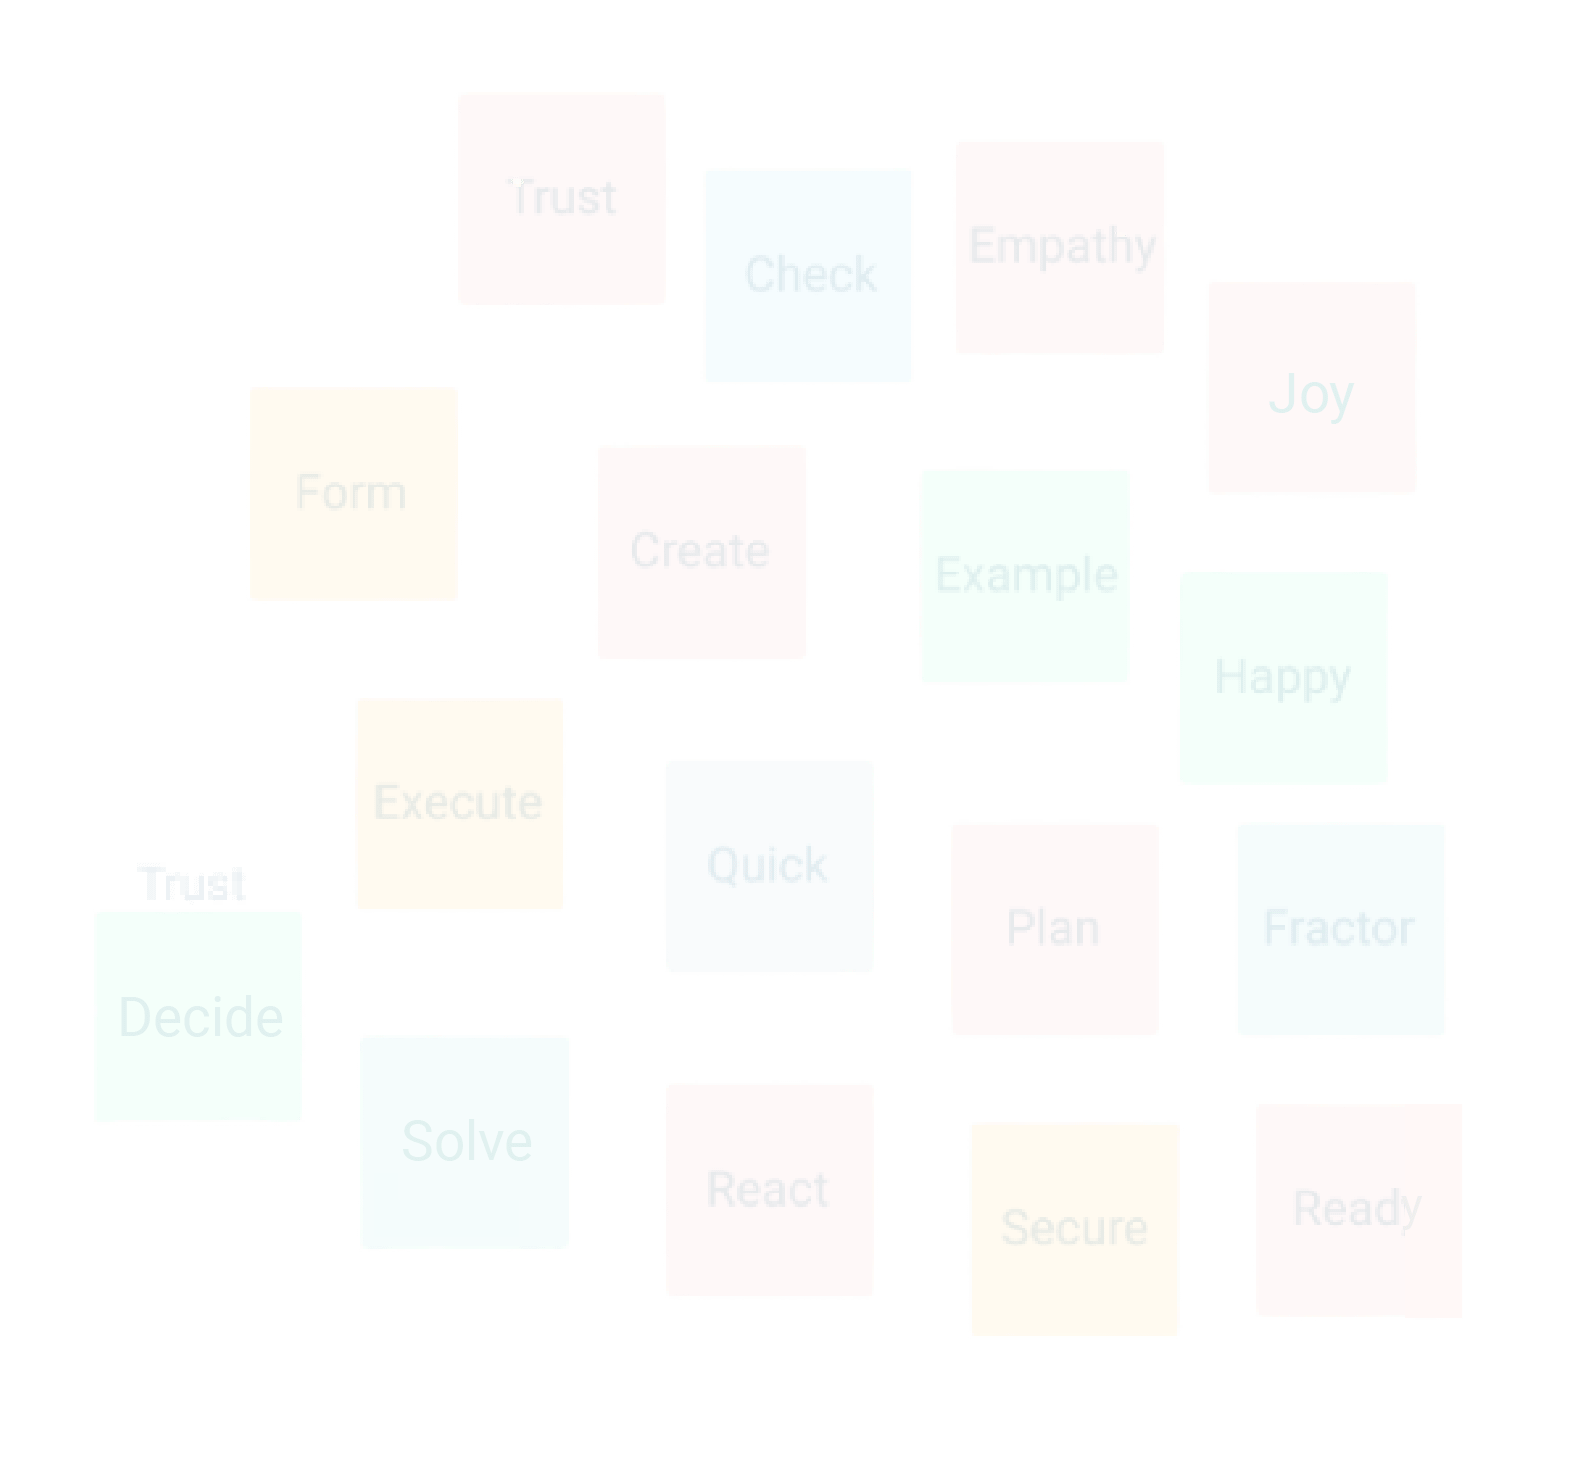 Trust
Check
Empathy
Joy
Form
Create
Example
Happy
Execute
Quick
Trust
Plan
Fractor
Decide
Solve
React
Secure
Ready